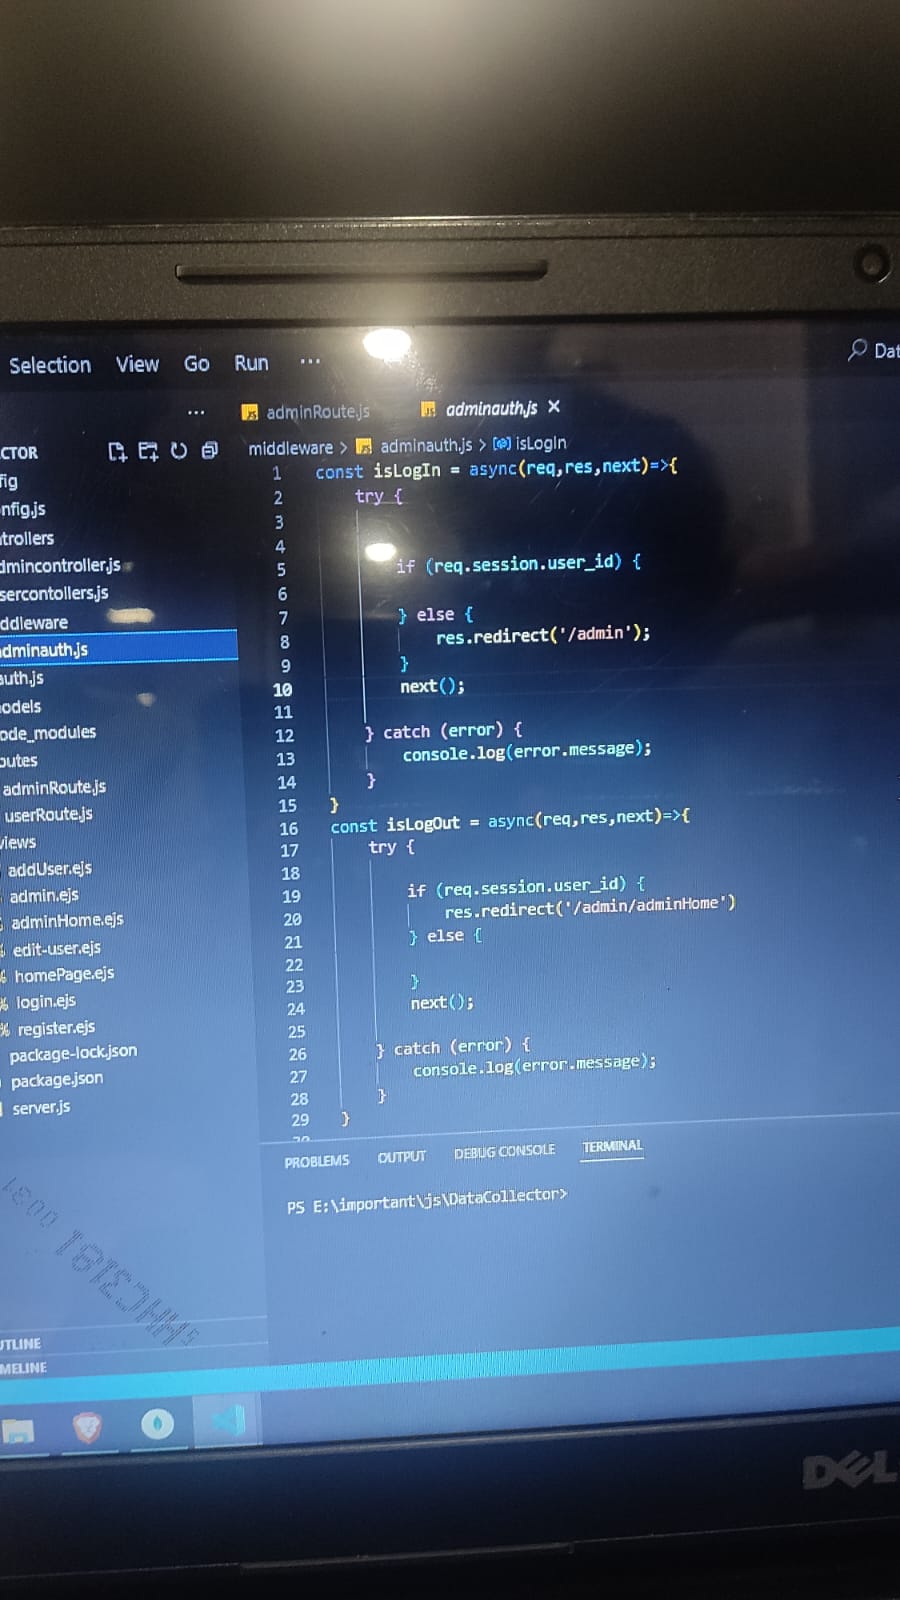 Selection View Go Run ...
Dat
...
adminRoute.js
adminauth.js ×
CTOR
middleware > adminauth.js > isLogIn
fig
nfig.js
trollers
dmincontroller.js
sercontollers.js
ddleware
dminauth.js
auth.js
odels
ode_modules
outes
adminRoute.js
userRoute.js
views
addUser.ejs
admin.ejs
adminHome.ejs
edit-user.ejs
homePage.ejs
login.ejs
register.ejs
package-lock.json
package.json
server.js
UTLINE
MELINE
1 const isLogIn = async(req,res,next)=>{
2 try {
3
4
5 if (req.session.user_id) {
6
7 } else {
8 res.redirect('/admin');
9 }
10 next();
11
12 } catch (error) {
13 console.log(error.message);
14 }
15 }
16 const isLogOut = async(req,res,next)=>{
17 try {
18
19 if (req.session.user_id) {
20 res.redirect('/admin/adminHome')
21 } else {
22
23 }
24 next();
25
26 } catch (error) {
27 console.log(error.message);
28 }
29 }
PROBLEMS OUTPUT DEBUG CONSOLE TERMINAL
PS E:\important\js\DataCollector>
DELL